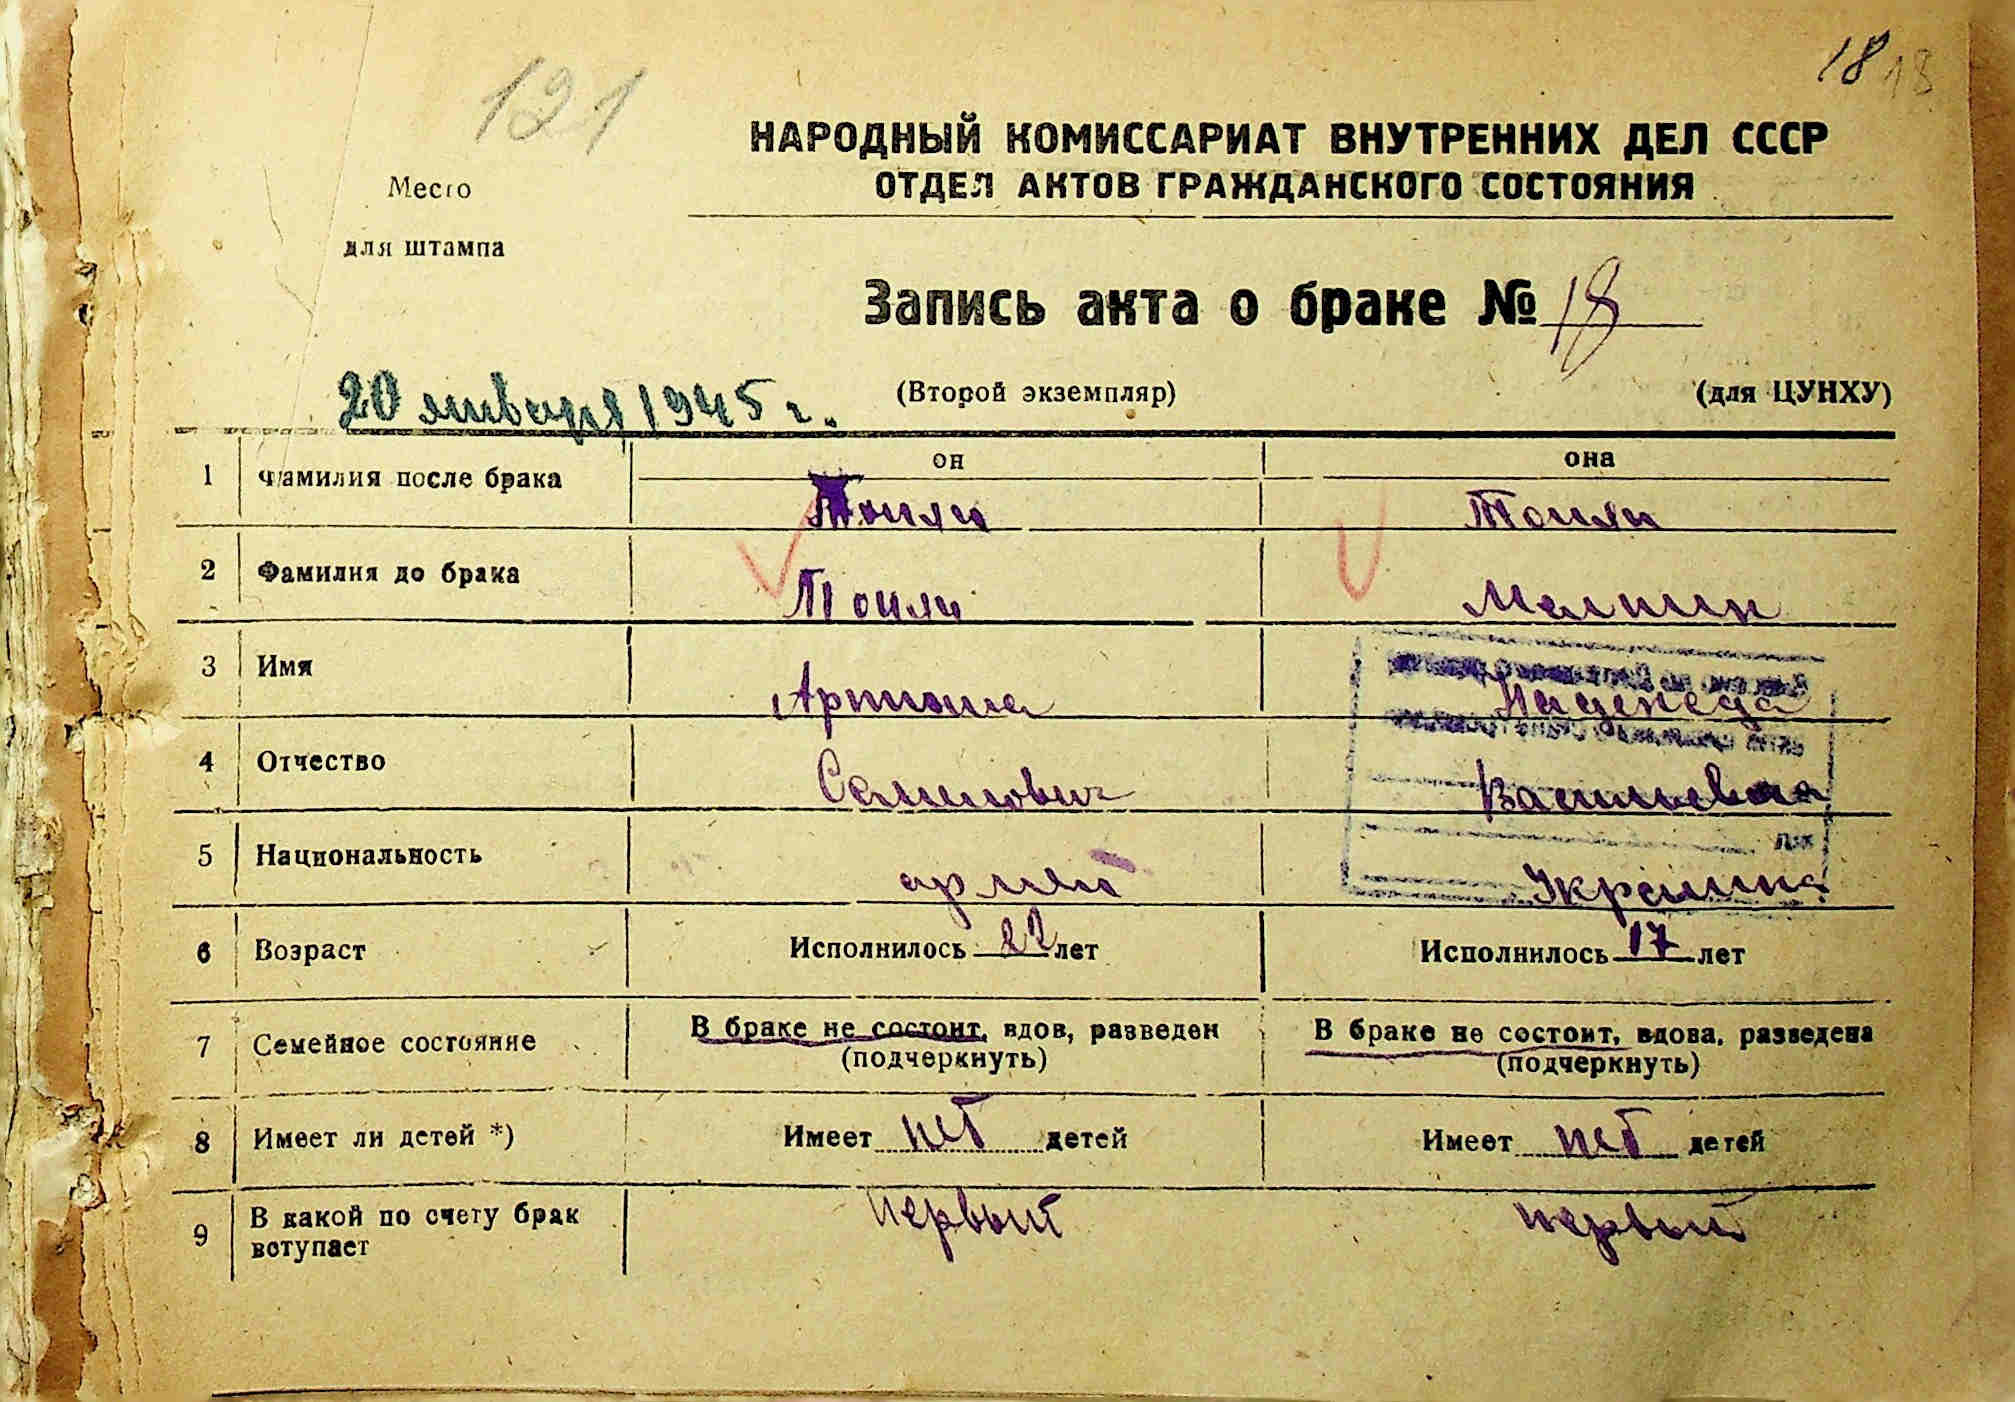 121
18 18
НАРОДНЫЙ КОМИССАРИАТ ВНУТРЕННИХ ДЕЛ СССР
ОТДЕЛ АКТОВ ГРАЖДАНСКОГО СОСТОЯНИЯ
Место
для штампа
Запись акта о браке № 18
20 января 1945 г.
(Второй экземпляр)
(для ЦУНХУ)
он она
1 Фамилия после брака
2 Фамилия до брака
3 Имя Артюша Надежда
4 Отчество Семенович Васильевна
5 Национальность Украинка
6 Возраст Исполнилось 22 лет Исполнилось 17 лет
7 Семейное состояние В браке не состоит, вдов, разведен В браке не состоит, вдова, разведена
(подчеркнуть) (подчеркнуть)
8 Имеет ли детей *) Имеет нет детей Имеет нет детей
9 В какой по счету брак первый первый
вступает